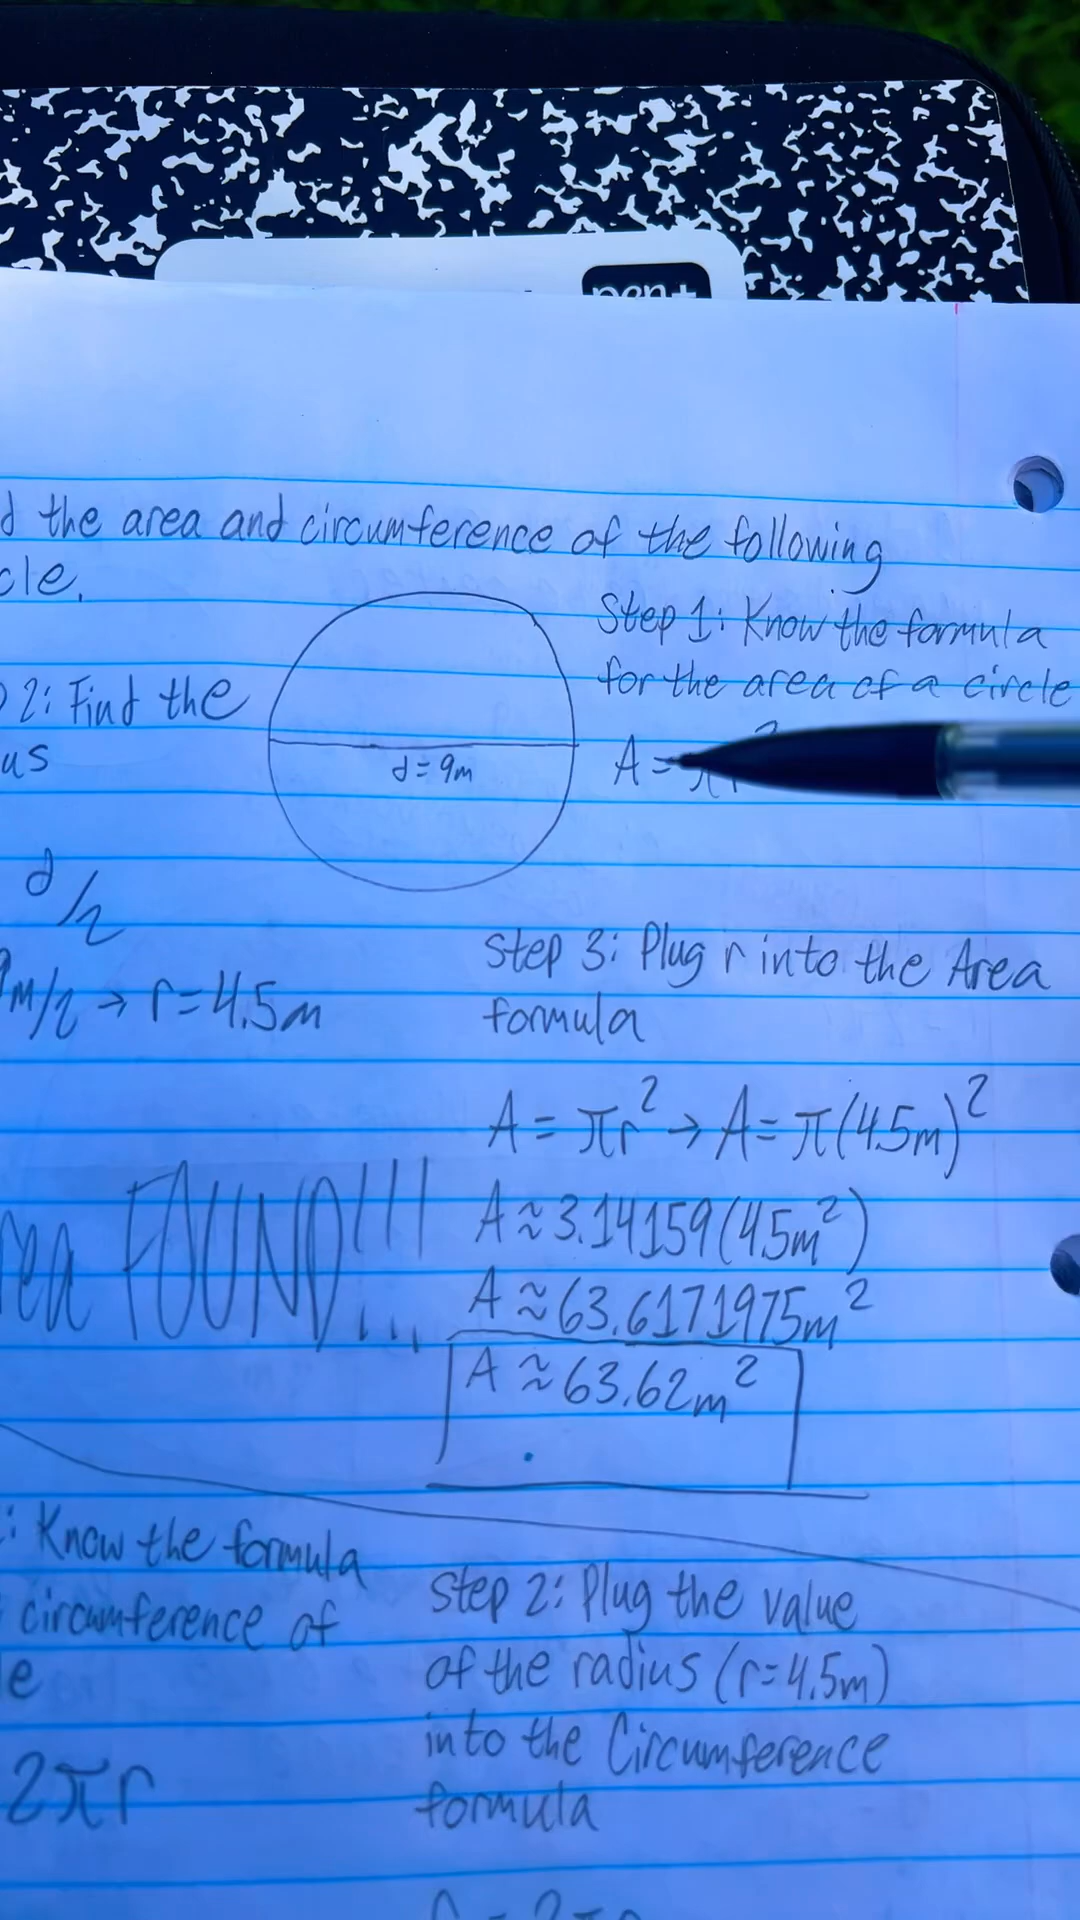 pent
d the area and circumference of the following
cle.
Step 1: Know the formula
for the area of a circle
A =
2: Find the
us
d = 9m
d/2
9m/2 → r = 4.5m
Step 3: Plug r into the Area
formula
A = πr² → A = π(4.5m)²
A ≈ 3.14159(4.5m²)
A ≈ 63.6171975m²
A ≈ 63.62m²
rea FOUND!!!
: Know the formula
circumference of
e
2πr
Step 2: Plug the value
of the radius (r=4.5m)
into the Circumference
formula